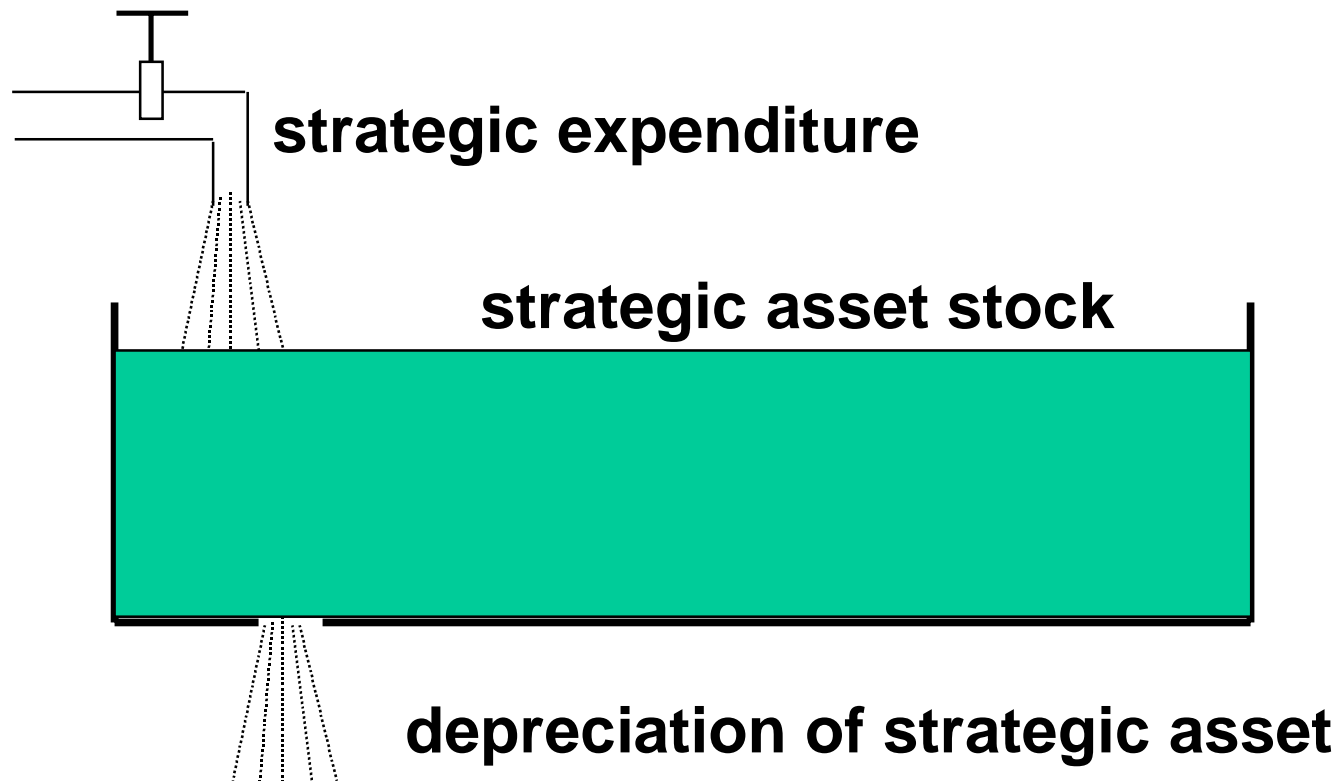 strategic expenditure
strategic asset stock
depreciation of strategic asset